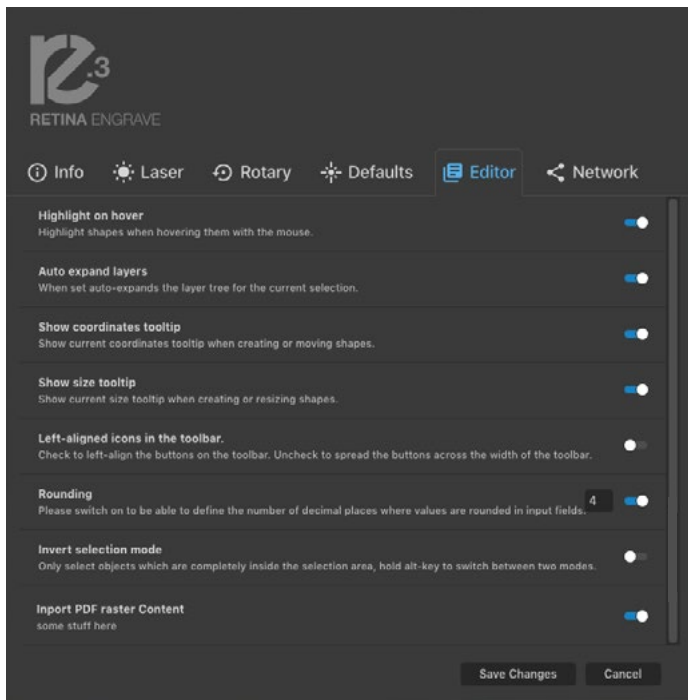 re.3
RETINA ENGRAVE
Info Laser Rotary Defaults Editor Network
Highlight on hover
Highlight shapes when hovering them with the mouse.
Auto expand layers
When set auto-expands the layer tree for the current selection.
Show coordinates tooltip
Show current coordinates tooltip when creating or moving shapes.
Show size tooltip
Show current size tooltip when creating or resizing shapes.
Left-aligned icons in the toolbar.
Check to left-align the buttons on the toolbar. Uncheck to spread the buttons across the width of the toolbar.
Rounding
Please switch on to be able to define the number of decimal places where values are rounded in input fields. 4
Invert selection mode
Only select objects which are completely inside the selection area, hold alt-key to switch between two modes.
Inport PDF raster Content
some stuff here
Save Changes Cancel